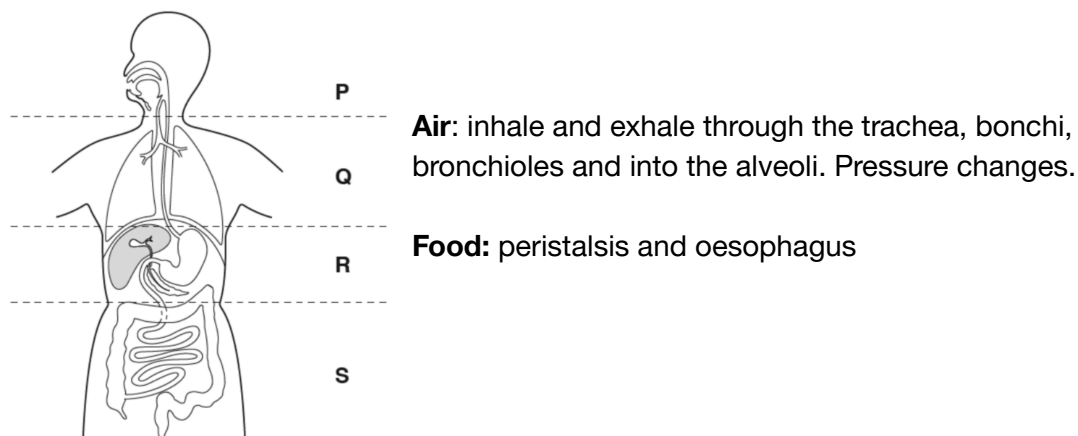 P
Air: inhale and exhale through the trachea, bonchi,
Q
bronchioles and into the alveoli. Pressure changes.
Food: peristalsis and oesophagus
R
S